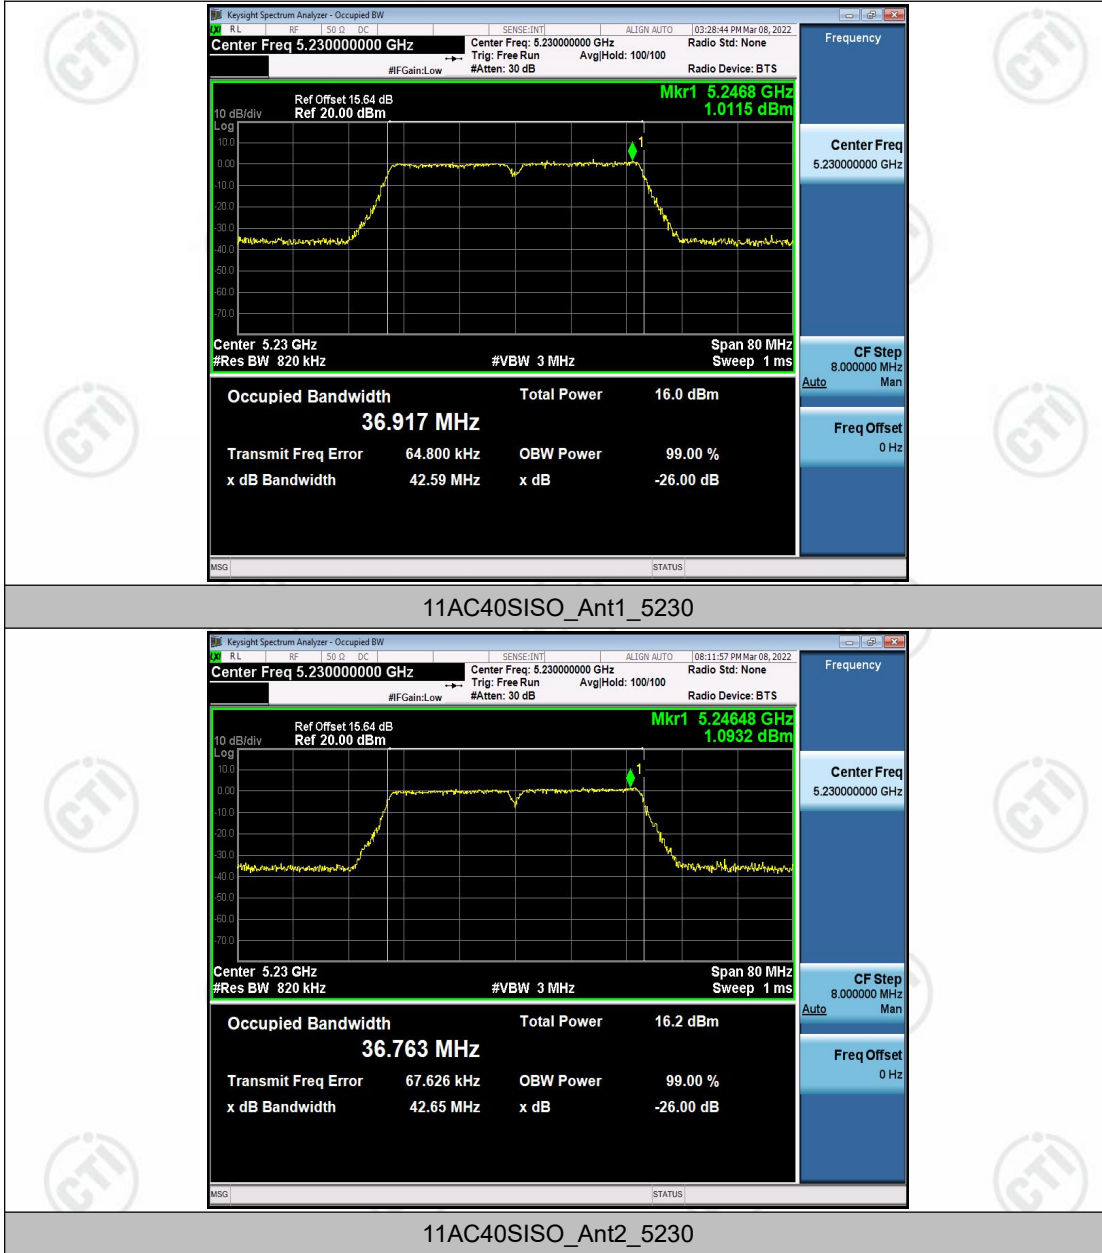 CTI
CTI
Keysight Spectrum Analyzer - Occupied BW
LXI RL RF 50 Ω DC SENSE:INT ALIGN AUTO 03:28:44 PM Mar 08, 2022
Center Freq 5.230000000 GHz
Center Freq: 5.230000000 GHz
Radio Std: None
Trig: Free Run Avg|Hold: 100/100
#IFGain:Low #Atten: 30 dB Radio Device: BTS
Frequency
Mkr1 5.2468 GHz
1.0115 dBm
Ref Offset 15.64 dB
10 dB/div Ref 20.00 dBm
Log
10.0
0.00
-10.0
-20.0
-30.0
-40.0
-50.0
-60.0
-70.0
1
Center Freq
5.230000000 GHz
Center 5.23 GHz Span 80 MHz
#Res BW 820 kHz #VBW 3 MHz Sweep 1 ms
CF Step
8.000000 MHz
Auto Man
Freq Offset
0 Hz
Occupied Bandwidth Total Power 16.0 dBm
36.917 MHz
Transmit Freq Error 64.800 kHz OBW Power 99.00 %
x dB Bandwidth 42.59 MHz x dB -26.00 dB
MSG STATUS
CTI
CTI
11AC40SISO_Ant1_5230
Keysight Spectrum Analyzer - Occupied BW
LXI RL RF 50 Ω DC SENSE:INT ALIGN AUTO 08:11:57 PM Mar 08, 2022
Center Freq 5.230000000 GHz
Center Freq: 5.230000000 GHz
Radio Std: None
Trig: Free Run Avg|Hold: 100/100
#IFGain:Low #Atten: 30 dB Radio Device: BTS
Frequency
Mkr1 5.24648 GHz
1.0932 dBm
Ref Offset 15.64 dB
10 dB/div Ref 20.00 dBm
Log
10.0
0.00
-10.0
-20.0
-30.0
-40.0
-50.0
-60.0
-70.0
1
Center Freq
5.230000000 GHz
Center 5.23 GHz Span 80 MHz
#Res BW 820 kHz #VBW 3 MHz Sweep 1 ms
CF Step
8.000000 MHz
Auto Man
Freq Offset
0 Hz
Occupied Bandwidth Total Power 16.2 dBm
36.763 MHz
Transmit Freq Error 67.626 kHz OBW Power 99.00 %
x dB Bandwidth 42.65 MHz x dB -26.00 dB
MSG STATUS
CTI
CTI
CTI
CTI
11AC40SISO_Ant2_5230